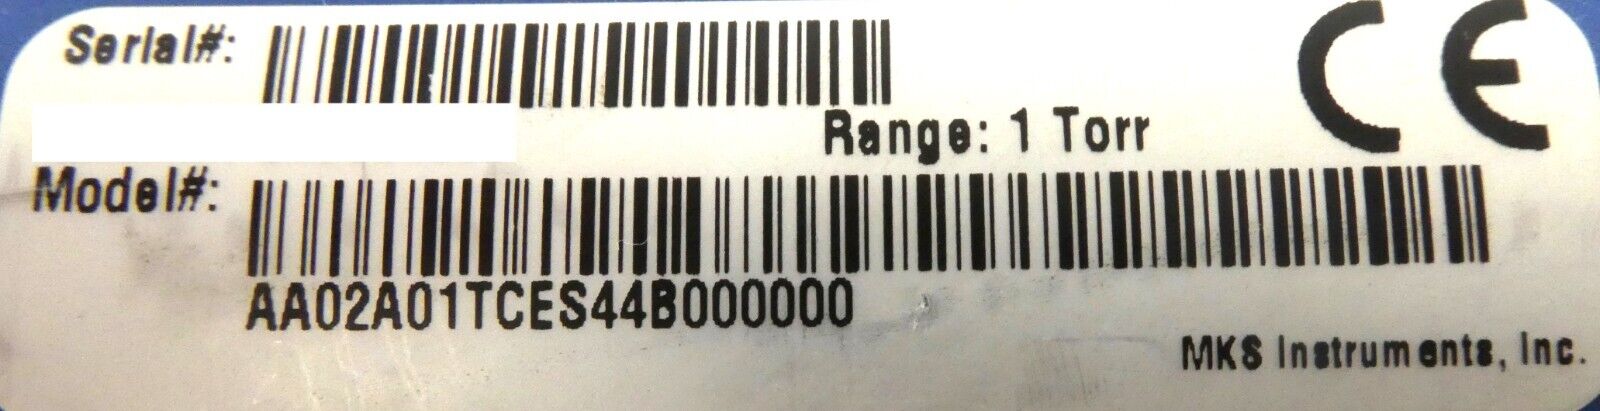 Serial#:
CE
Range: 1 Torr
Model#:
AA02A01TCES44B000000
MKS Instruments, Inc.